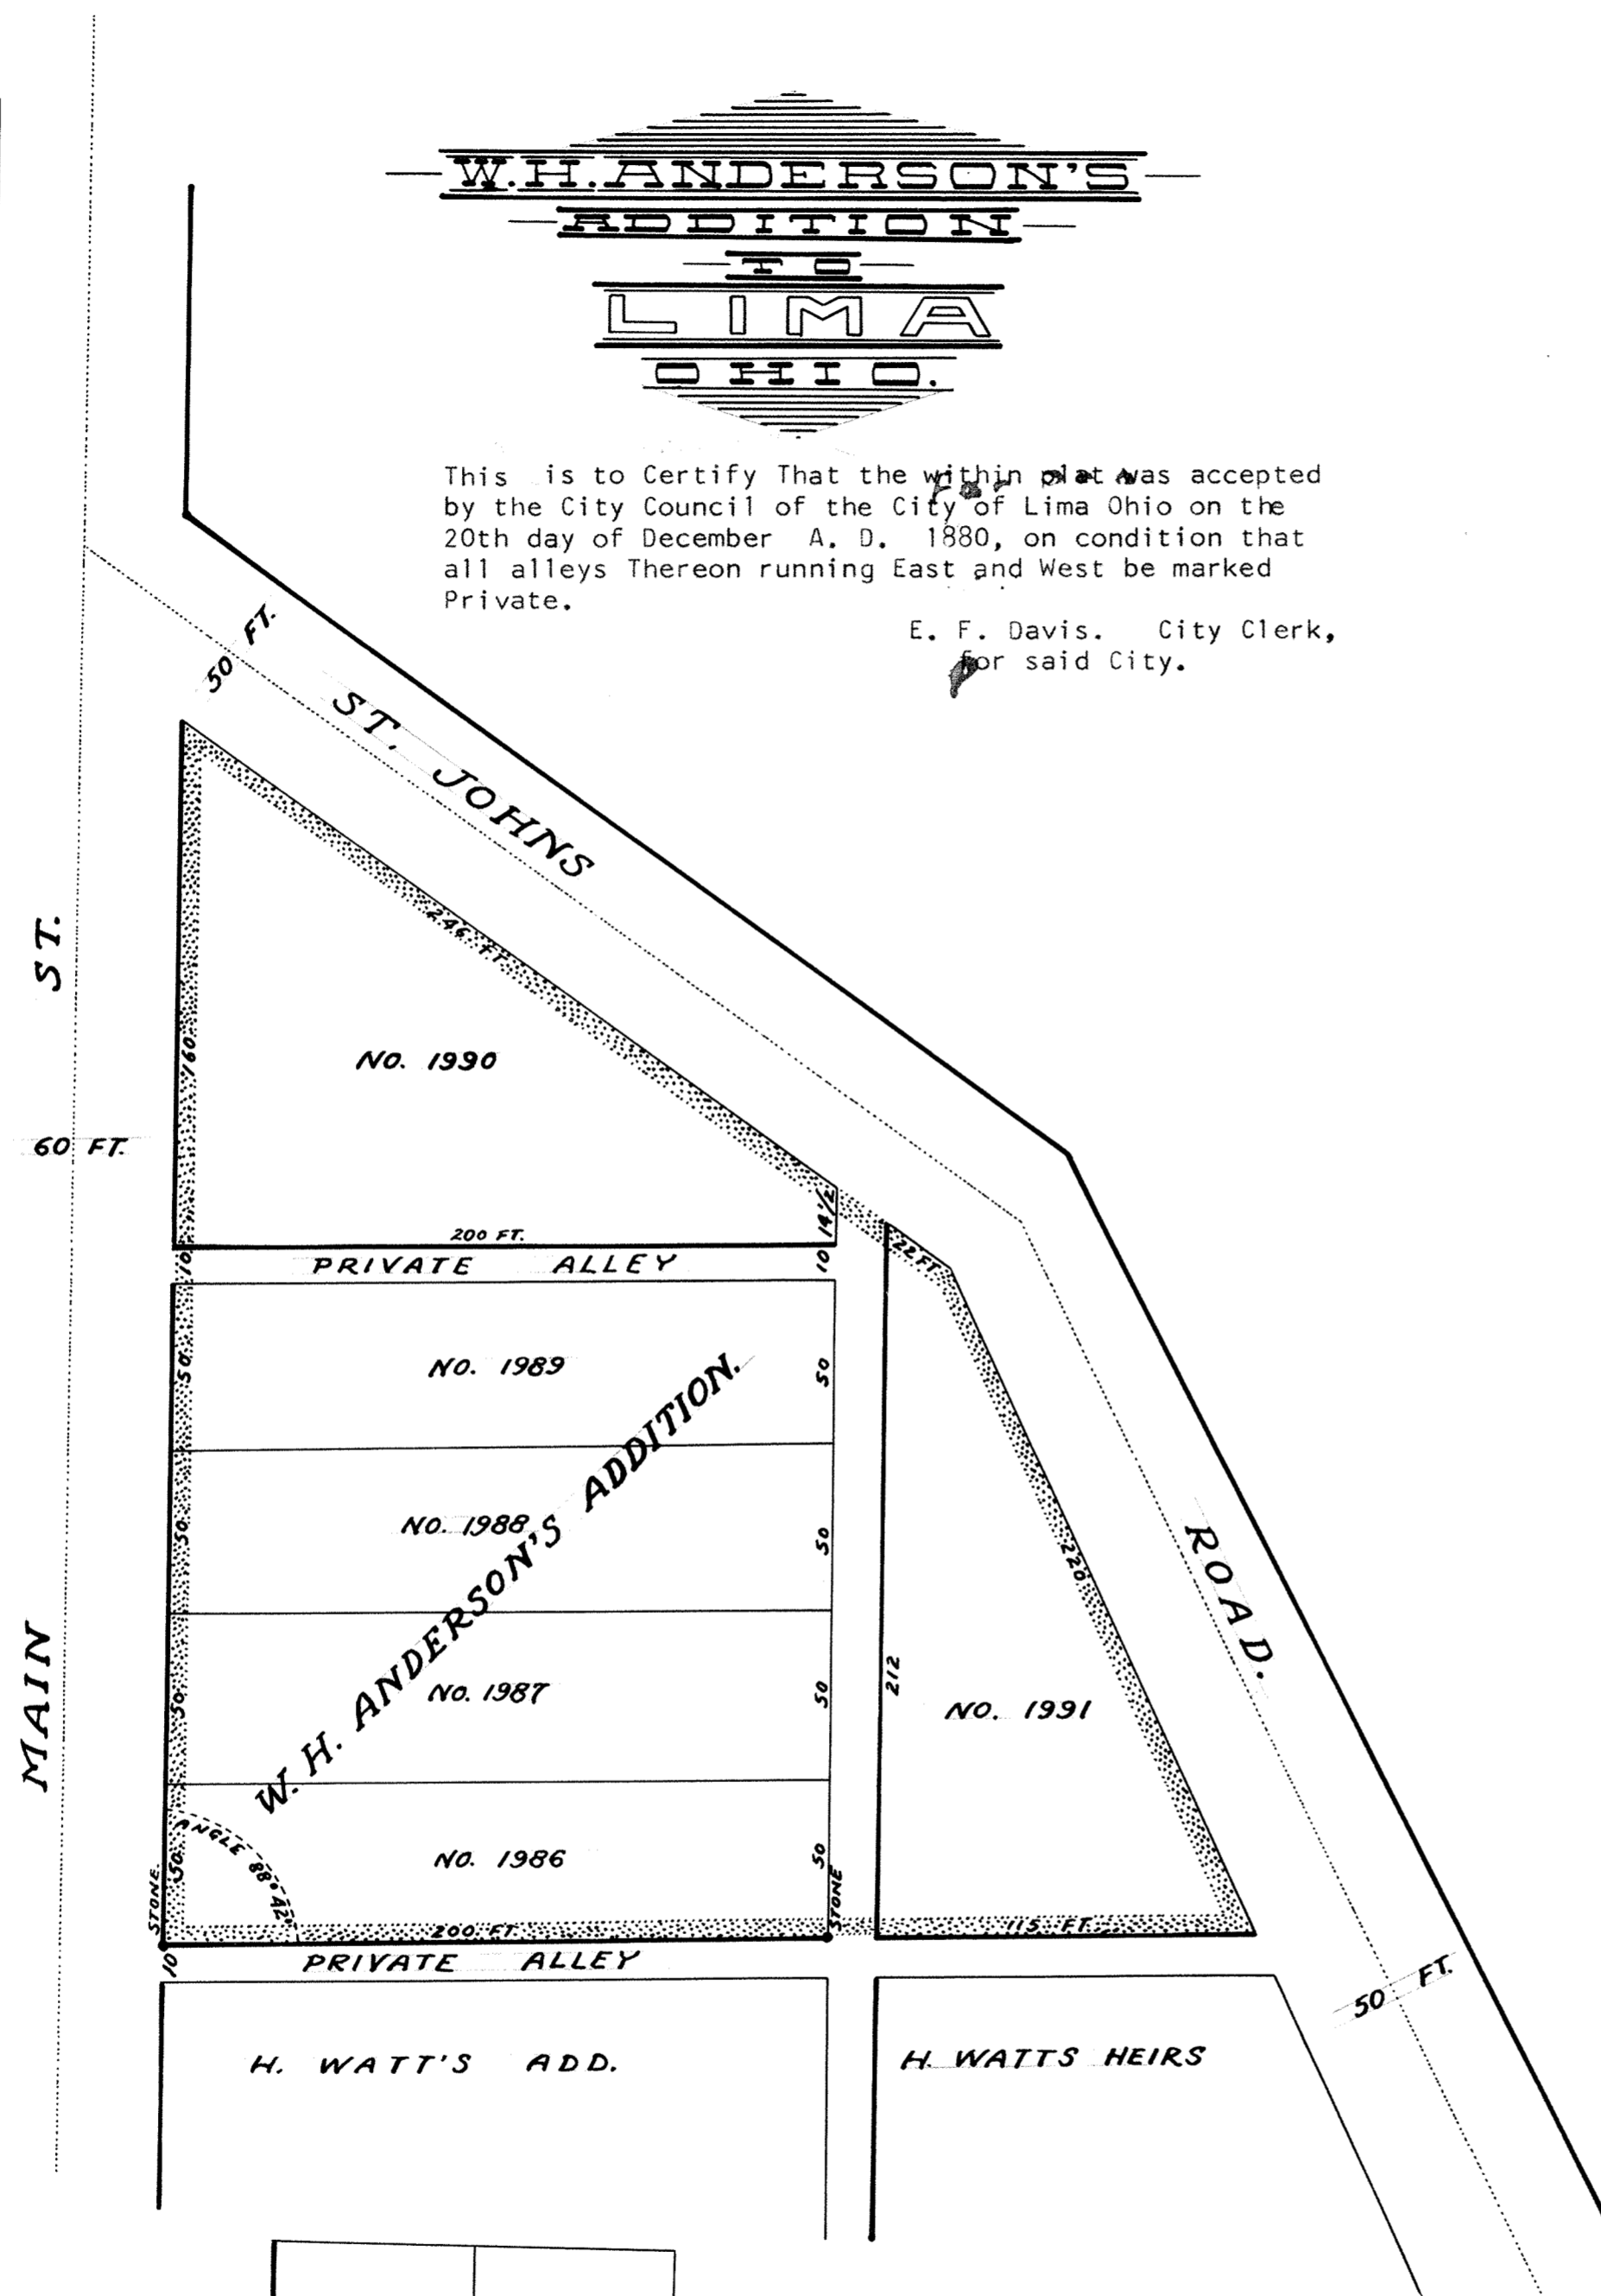 W.H. ANDERSON'S
ADDITION
TO
LIMA
OHIO.
This is to Certify That the within plat was accepted
by the City Council of the City of Lima Ohio on the
20th day of December A. D. 1880, on condition that
all alleys Thereon running East and West be marked
Private.
E. F. Davis. City Clerk,
for said City.
50 FT.
ST. JOHNS
ROAD.
50 FT.
MAIN ST.
60 FT.
246 FT.
160
NO. 1990
14 1/2
200 FT.
10
PRIVATE ALLEY
10
22 FT.
50
NO. 1989
50
50
NO. 1988
50
W. H. ANDERSON'S ADDITION.
220
50
NO. 1987
50
212
NO. 1991
ANGLE 88° 42'
50
NO. 1986
50
STONE.
STONE
200 FT.
115 FT.
10
PRIVATE ALLEY
H. WATT'S ADD.
H. WATTS HEIRS